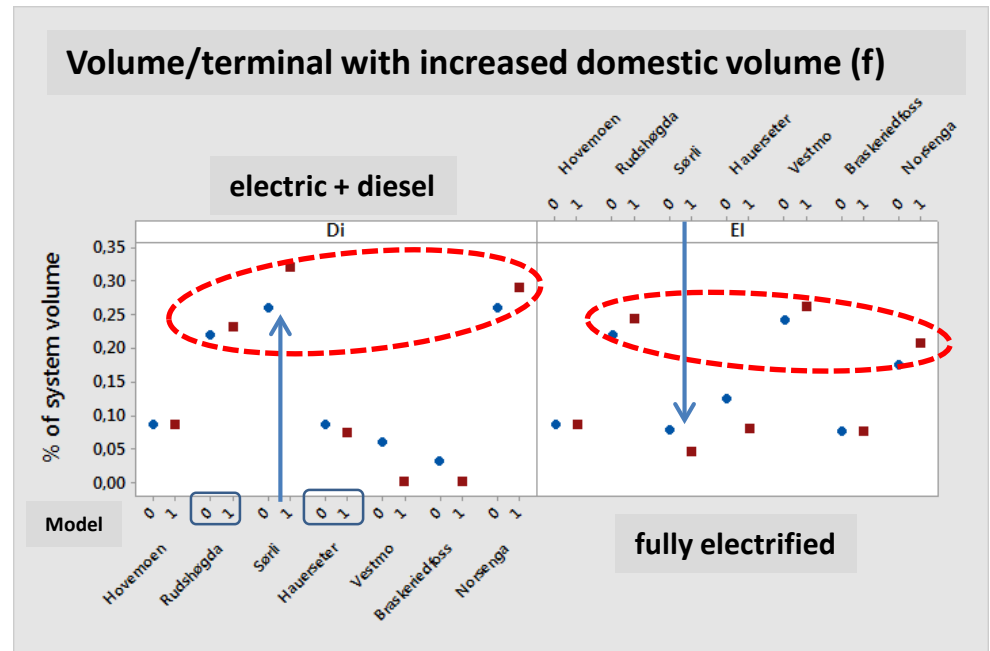 Volume/terminal with increased domestic volume (f)
Hovemoen Rudshøgda Sørli Hauerseter Vestmo Braskeriedfoss Norsenga
electric + diesel
0 1 0 1 0 1 0 1 0 1 0 1 0 1
Di El
0,35
0,30
0,25
0,20
0,15
0,10
0,05
0,00
% of system volume
Model
0 1 0 1 0 1 0 1 0 1 0 1 0 1
Hovemoen Rudshøgda Sørli Hauerseter Vestmo Braskeriedfoss Norsenga
fully electrified